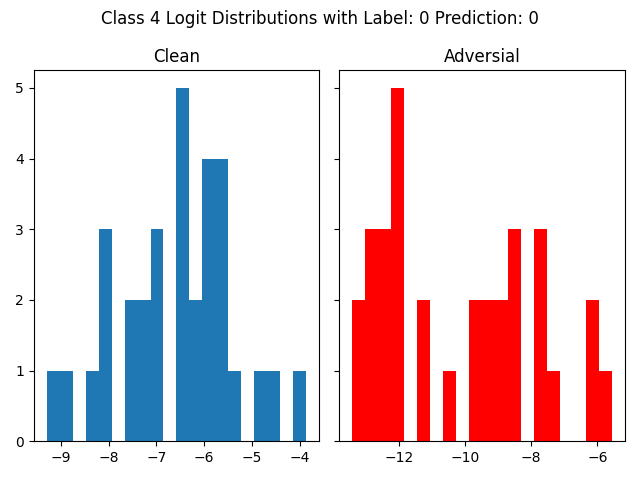 Class 4 Logit Distributions with Label: 0 Prediction: 0
Clean
Adversial
5
4
3
2
1
0
−9 −8 −7 −6 −5 −4
−12 −10 −8 −6